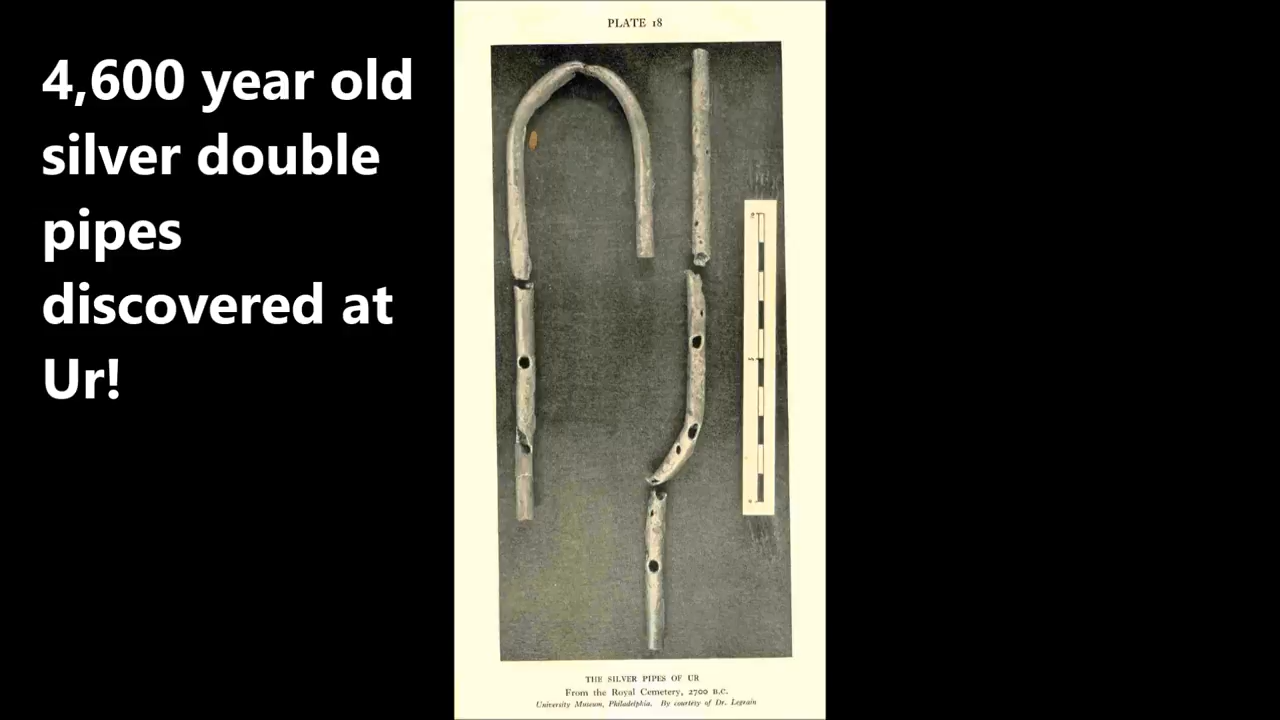 4,600 year old
silver double
pipes
discovered at
Ur!
PLATE 18
THE SILVER PIPES OF UR
From the Royal Cemetery, 2700 B.C.
University Museum, Philadelphia. By courtesy of Dr. Legrain